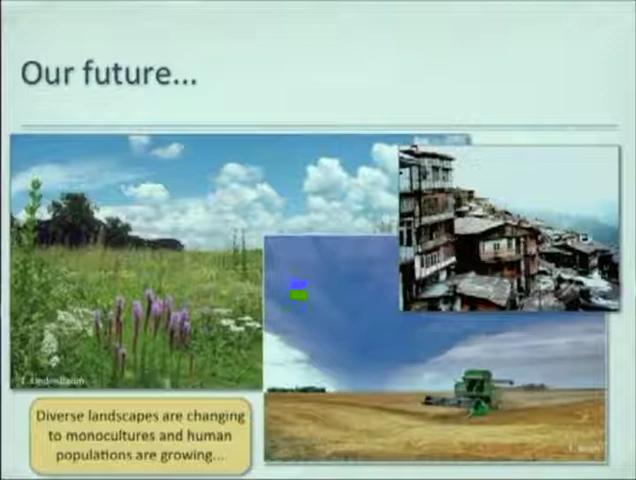 Our future...
Diverse landscapes are changing
to monocultures and human
populations are growing....